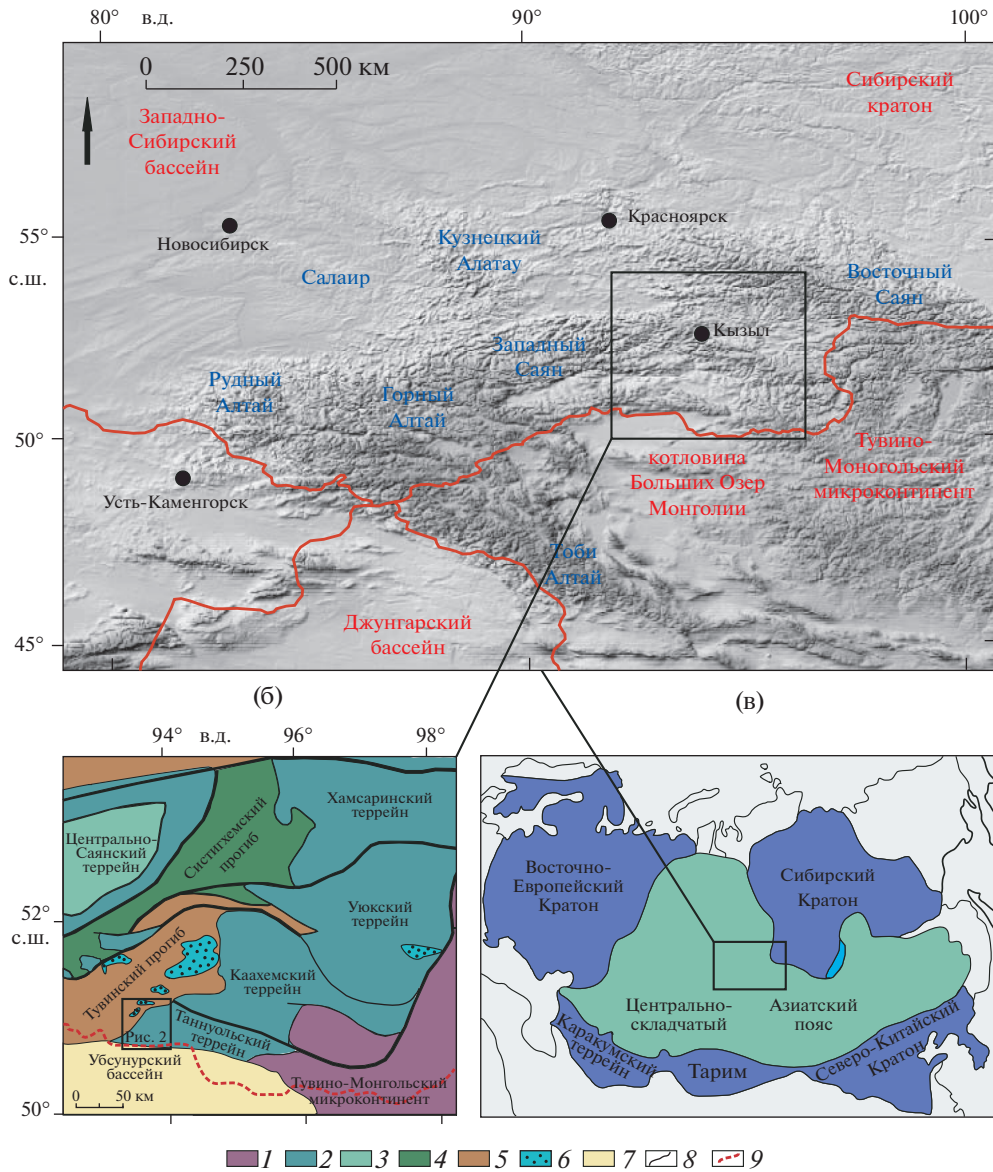 80°
в.д.
90°
100°
0
250
500 км
Западно-
Сибирский
бассейн
Сибирский
кратон
55°
с.ш.
Новосибирск
Красноярск
Кузнецкий
Алатау
Салаир
Восточный
Саян
Кызыл
Западный
Саян
Рудный
Алтай
Горный
Алтай
50°
Усть-Каменгорск
котловина
Больших Озер
Монголии
Тувино-
Моногольский
микроконтинент
Гоби
Алтай
Джунгарский
бассейн
45°
(б)
(в)
94°
в.д.
96°
98°
Хамсаринский
террейн
Центрально-
Саянский
террейн
Систигхемский
прогиб
52°
с.ш.
Уюкский
террейн
Тувинский прогиб
Каахемский
террейн
Таннуольский
террейн
Рис. 2
Убсунурский
бассейн
Тувино-Монгольский
микроконтинент
0
50 км
50°
Восточно-
Европейский
Кратон
Сибирский
Кратон
Центрально-
складчатый
Азиатский
пояс
Каракумский
террейн
Тарим
Северо-Китайский
Кратон
1
2
3
4
5
6
7
8
9